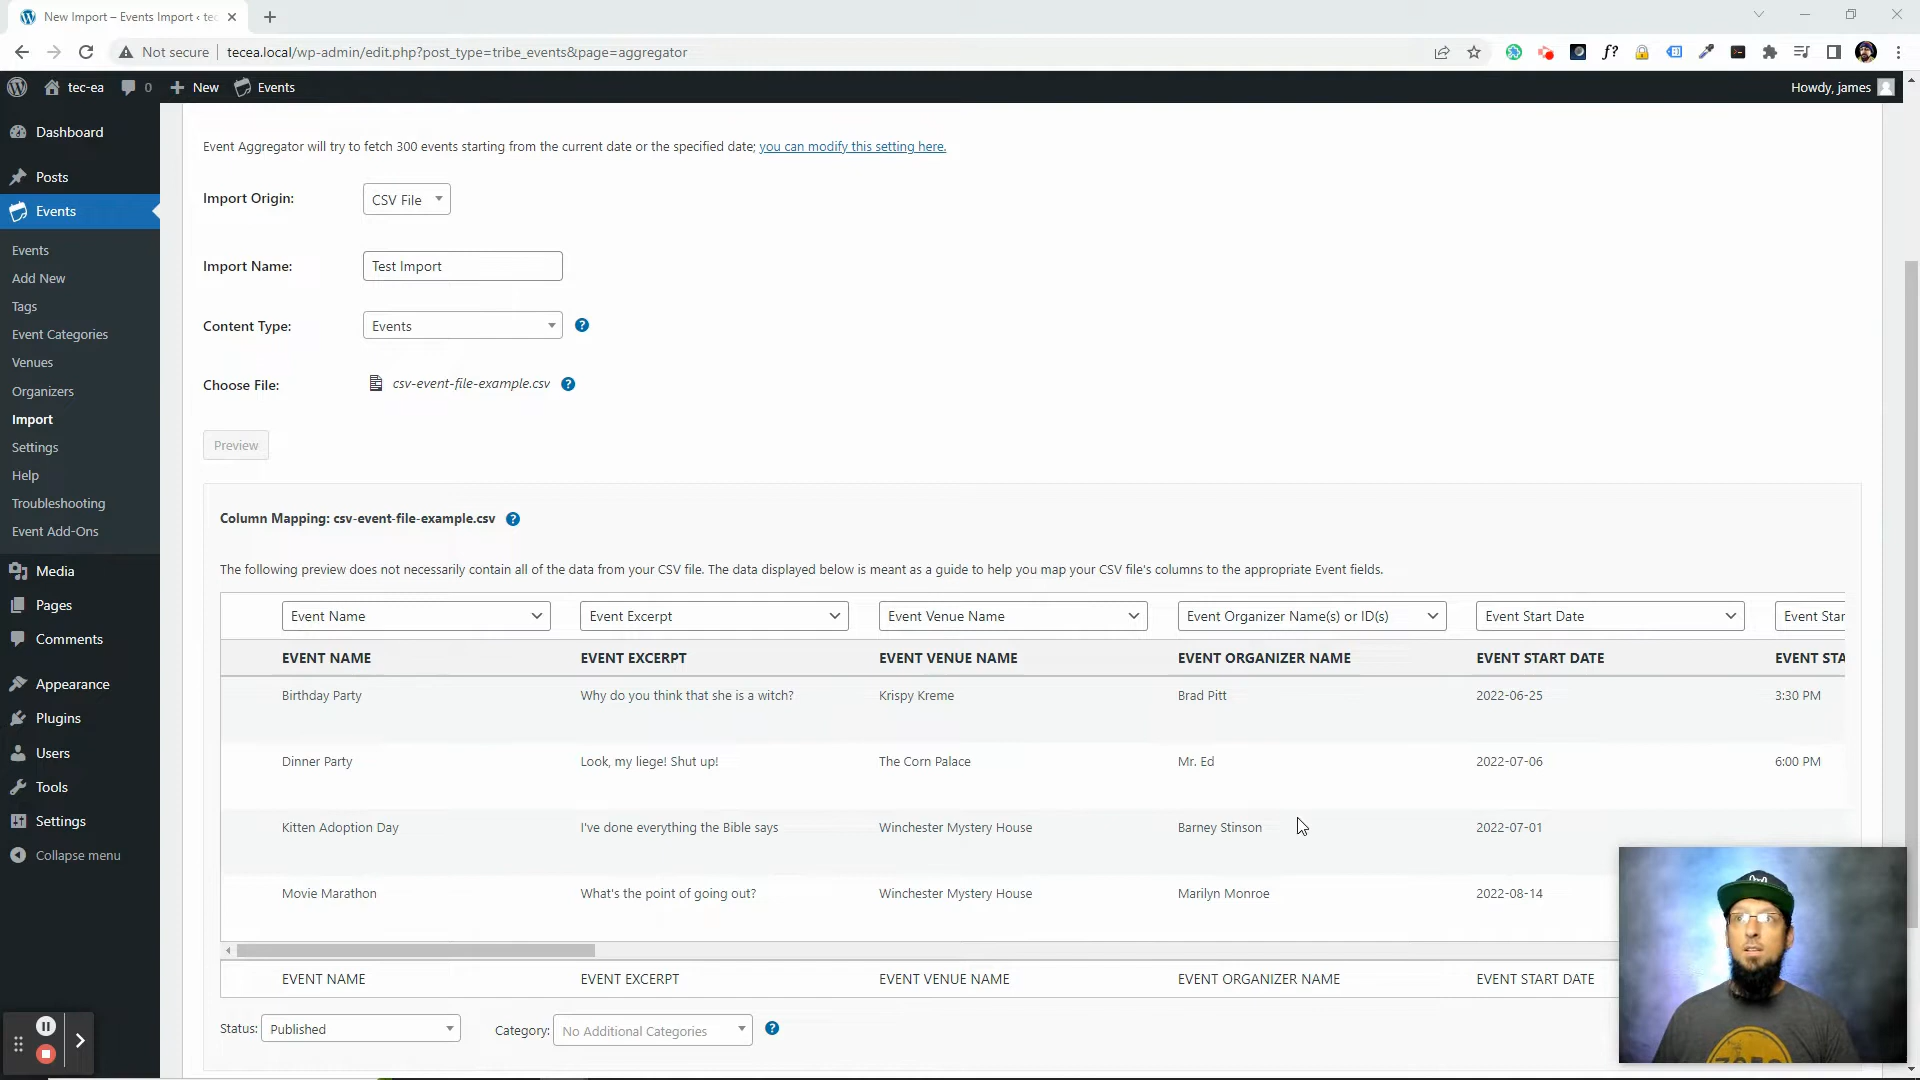 New Import – Events Import ‹ tec
Not secure
tecea.local/wp-admin/edit.php?post_type=tribe_events&page=aggregator
f?
tec-ea
0
New
Events
Howdy, james
Dashboard
Posts
Events
Events
Add New
Tags
Event Categories
Venues
Organizers
Import
Settings
Help
Troubleshooting
Event Add-Ons
Media
Pages
Comments
Appearance
Plugins
Users
Tools
Settings
Collapse menu
Event Aggregator will try to fetch 300 events starting from the current date or the specified date; you can modify this setting here.
Import Origin: CSV File
Import Name: Test Import
Content Type: Events ?
Choose File: csv-event-file-example.csv ?
Preview
Column Mapping: csv-event-file-example.csv ?
The following preview does not necessarily contain all of the data from your CSV file. The data displayed below is meant as a guide to help you map your CSV file's columns to the appropriate Event fields.
Event Name Event Excerpt Event Venue Name Event Organizer Name(s) or ID(s) Event Start Date Event Star
EVENT NAME EVENT EXCERPT EVENT VENUE NAME EVENT ORGANIZER NAME EVENT START DATE EVENT STA
Birthday Party Why do you think that she is a witch? Krispy Kreme Brad Pitt 2022-06-25 3:30 PM
Dinner Party Look, my liege! Shut up! The Corn Palace Mr. Ed 2022-07-06 6:00 PM
Kitten Adoption Day I've done everything the Bible says Winchester Mystery House Barney Stinson 2022-07-01
Movie Marathon What's the point of going out? Winchester Mystery House Marilyn Monroe 2022-08-14
EVENT NAME EVENT EXCERPT EVENT VENUE NAME EVENT ORGANIZER NAME EVENT START DATE
Status: Published Category: No Additional Categories ?